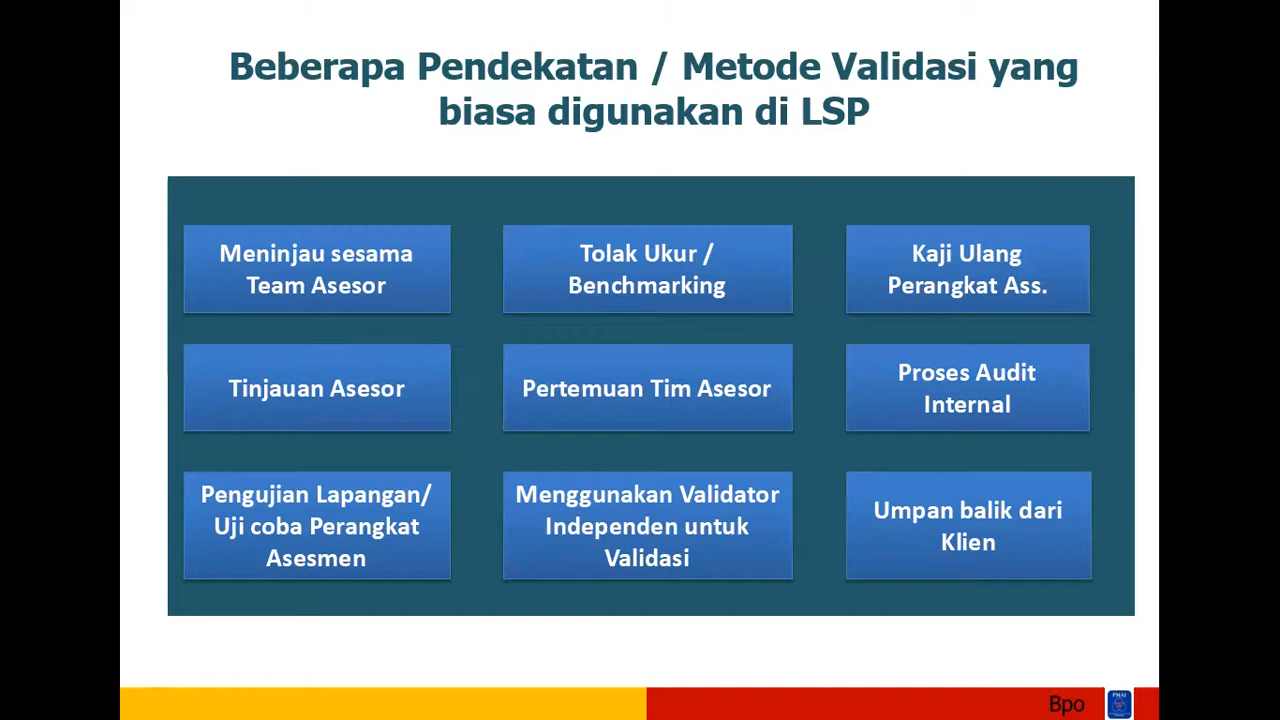 Beberapa Pendekatan / Metode Validasi yang
biasa digunakan di LSP
Meninjau sesama
Team Asesor
Tolak Ukur /
Benchmarking
Kaji Ulang
Perangkat Ass.
Tinjauan Asesor
Pertemuan Tim Asesor
Proses Audit
Internal
Pengujian Lapangan/
Uji coba Perangkat
Asesmen
Menggunakan Validator
Independen untuk
Validasi
Umpan balik dari
Klien
Bpo